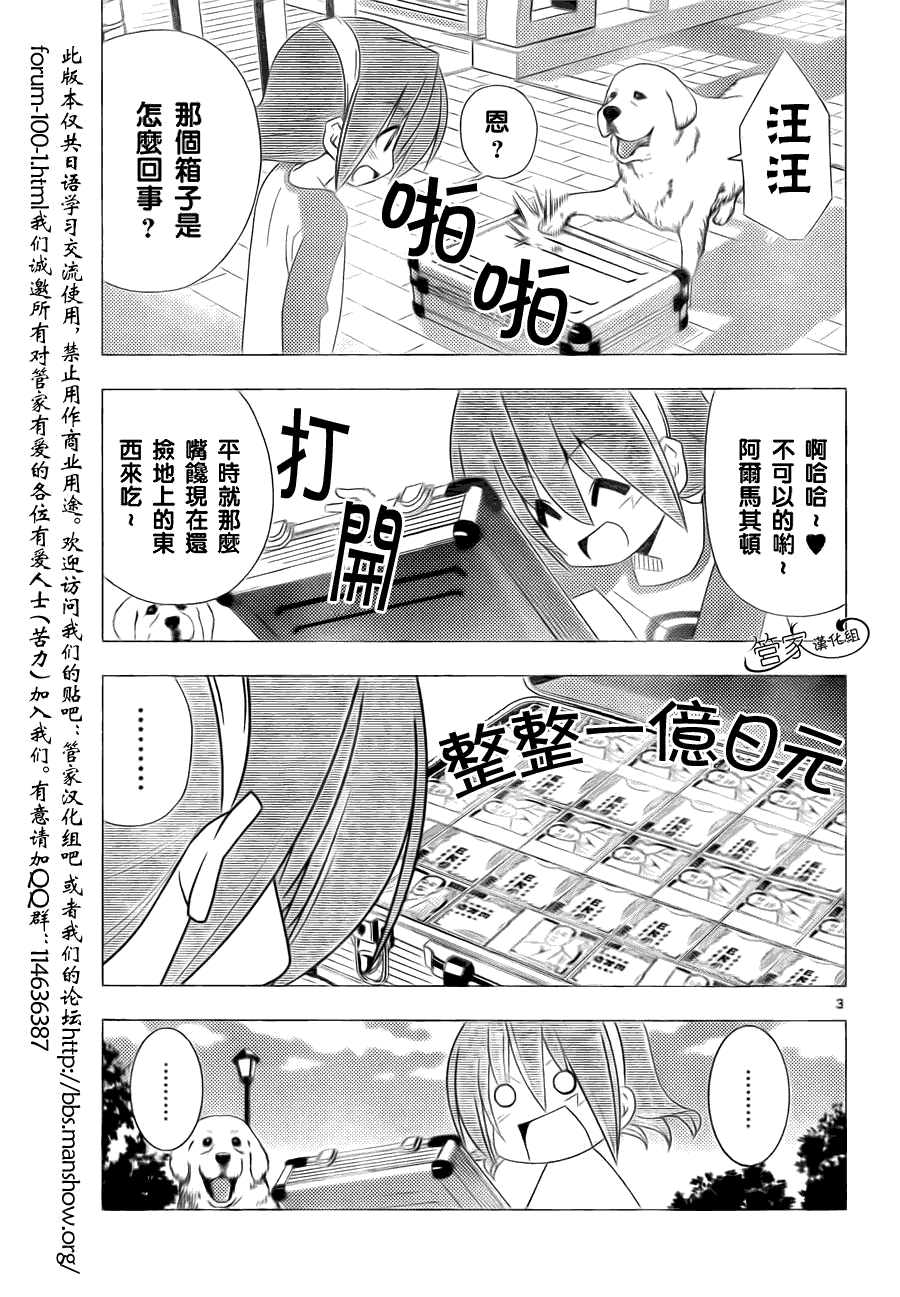 汪汪
恩？
啪啪
那個箱子是
怎麼回事？
啊哈哈~♥
不可以的喲~
阿爾馬其頓
打開
平時就那麼
嘴饞現在還
撿地上的東
西來吃~
管家漢化組
整整一億日元
………
3
………
………
此版本仅共日语学习交流使用，禁止用作商业用途。欢迎访问我们的贴吧：管家汉化组吧 或者我们的论坛http://bbs.manshow.org/
forum-100-1.html我们诚邀所有对管家有爱的各位有爱人士(苦力)加入我们。有意请加QQ群：114636387